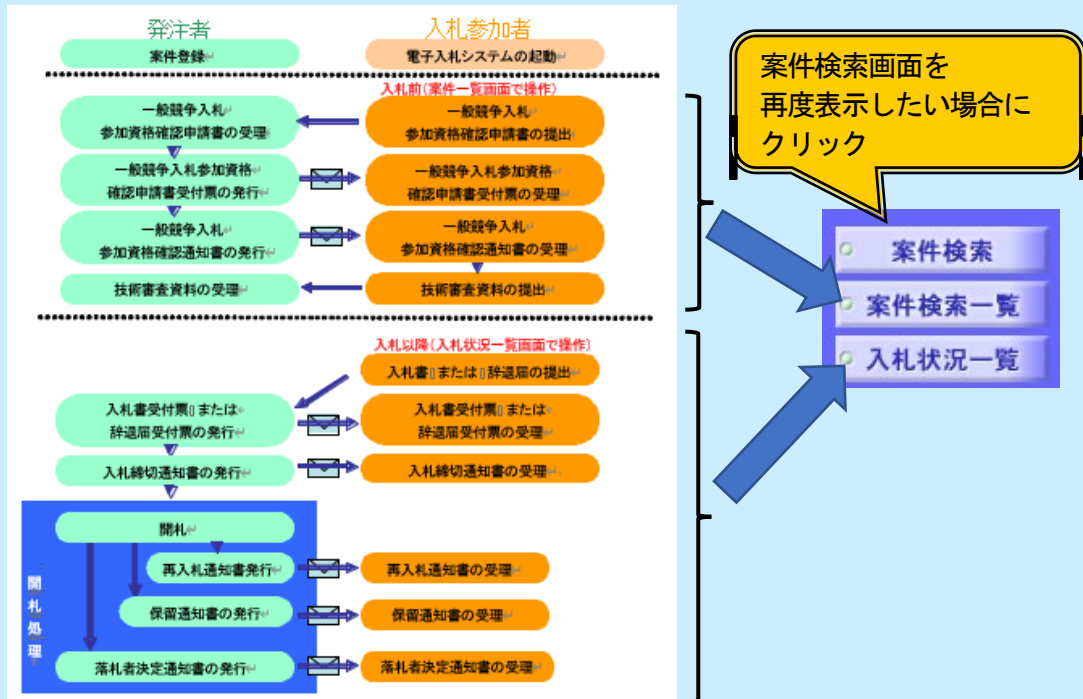 発注者
入札参加者
案件登録
電子入札システムの起動
入札前(案件一覧画面で操作)
一般競争入札
参加資格確認申請書の受理
一般競争入札
参加資格確認申請書の提出
一般競争入札参加資格
確認申請書受付票の発行
一般競争入札参加資格
確認申請書受付票の受理
一般競争入札
参加資格確認通知書の発行
一般競争入札
参加資格確認通知書の受理
技術審査資料の受理
技術審査資料の提出
入札以降(入札状況一覧画面で操作)
入札書または辞退届の提出
入札書受付票または
辞退届受付票の発行
入札書受付票または
辞退届受付票の受理
入札締切通知書の発行
入札締切通知書の受理
開札処理
開札
再入札通知書発行
再入札通知書の受理
保留通知書の発行
保留通知書の受理
落札者決定通知書の発行
落札者決定通知書の受理
案件検索画面を
再度表示したい場合に
クリック
案件検索
案件検索一覧
入札状況一覧